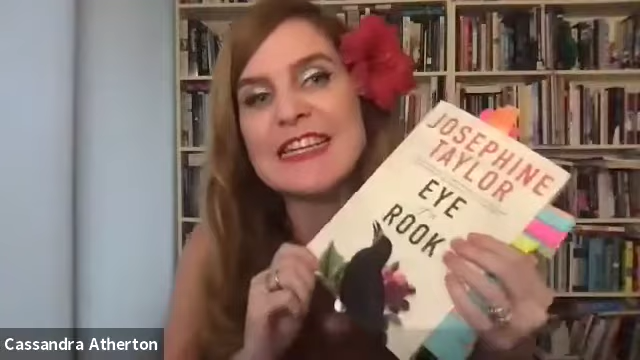 JOSEPHINE
TAYLOR
EYE
ROOK
Cassandra Atherton